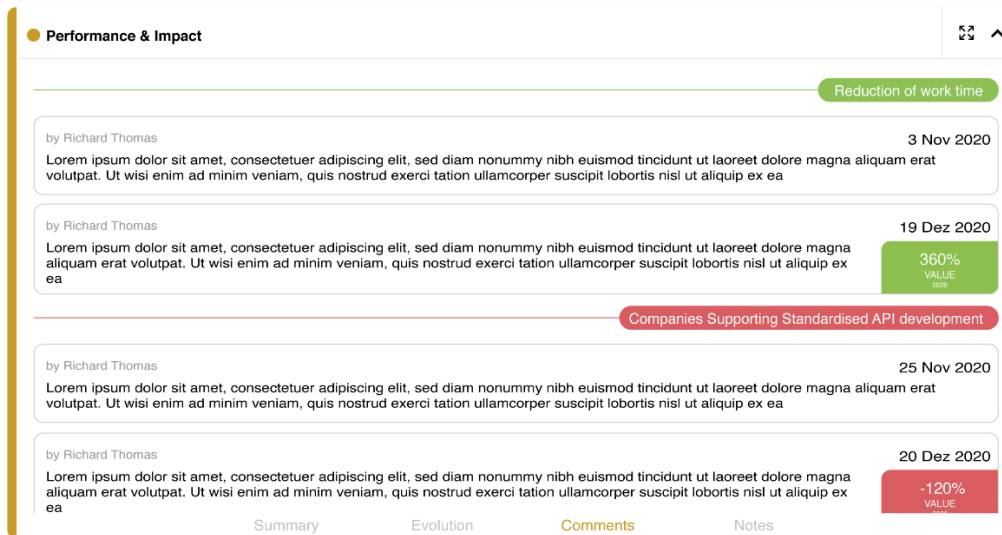 Performance & Impact
Reduction of work time
by Richard Thomas
3 Nov 2020
Lorem ipsum dolor sit amet, consectetuer adipiscing elit, sed diam nonummy nibh euismod tincidunt ut laoreet dolore magna aliquam erat
volutpat. Ut wisi enim ad minim veniam, quis nostrud exerci tation ullamcorper suscipit lobortis nisl ut aliquip ex ea
by Richard Thomas
19 Dez 2020
Lorem ipsum dolor sit amet, consectetuer adipiscing elit, sed diam nonummy nibh euismod tincidunt ut laoreet dolore magna
aliquam erat volutpat. Ut wisi enim ad minim veniam, quis nostrud exerci tation ullamcorper suscipit lobortis nisl ut aliquip ex
ea
360%
VALUE
2020
Companies Supporting Standardised API development
by Richard Thomas
25 Nov 2020
Lorem ipsum dolor sit amet, consectetuer adipiscing elit, sed diam nonummy nibh euismod tincidunt ut laoreet dolore magna aliquam erat
volutpat. Ut wisi enim ad minim veniam, quis nostrud exerci tation ullamcorper suscipit lobortis nisl ut aliquip ex ea
by Richard Thomas
20 Dez 2020
Lorem ipsum dolor sit amet, consectetuer adipiscing elit, sed diam nonummy nibh euismod tincidunt ut laoreet dolore magna
aliquam erat volutpat. Ut wisi enim ad minim veniam, quis nostrud exerci tation ullamcorper suscipit lobortis nisl ut aliquip ex
ea
-120%
VALUE
Summary
Evolution
Comments
Notes